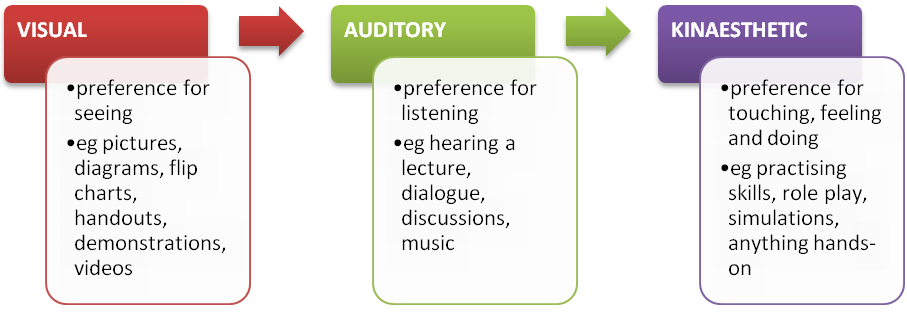 VISUAL
•preference for
seeing
•eg pictures,
diagrams, flip
charts,
handouts,
demonstrations,
videos
AUDITORY
•preference for
listening
•eg hearing a
lecture,
dialogue,
discussions,
music
KINAESTHETIC
•preference for
touching, feeling
and doing
•eg practising
skills, role play,
simulations,
anything hands-
on